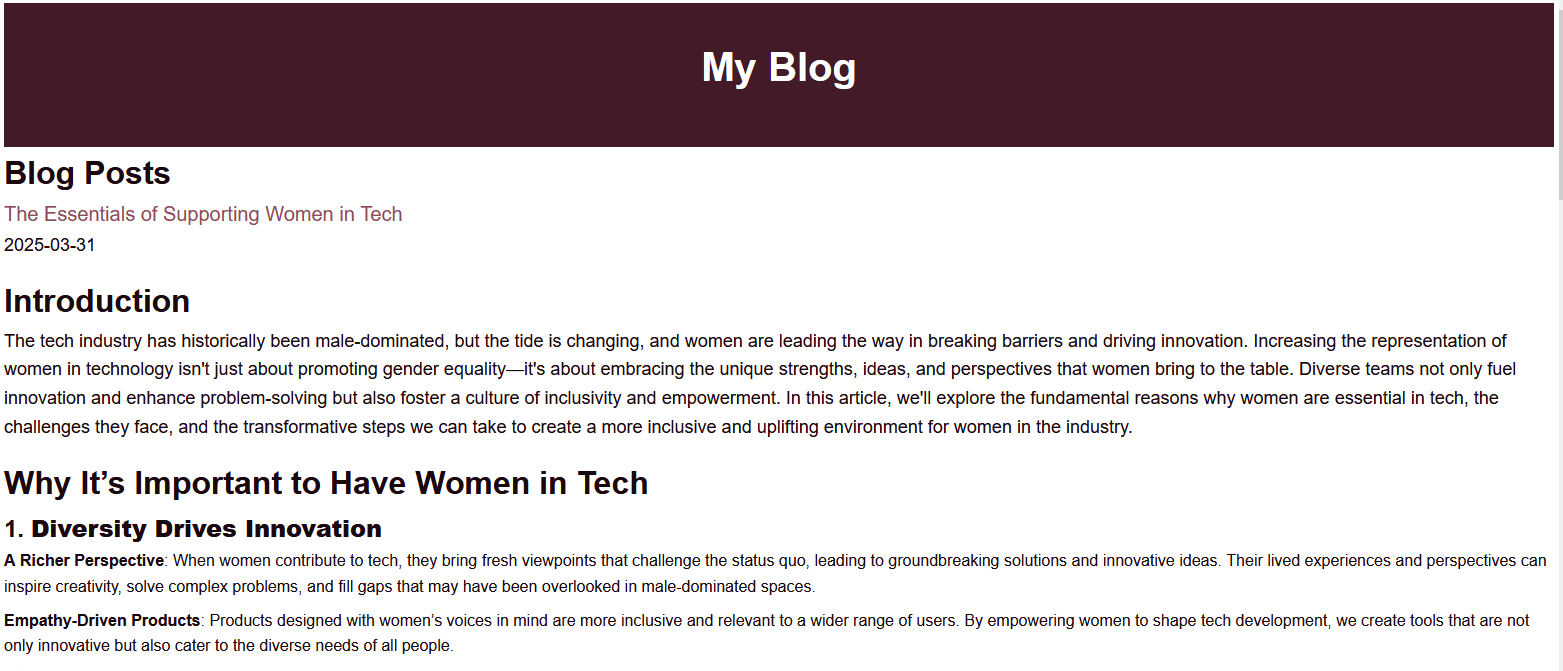 My Blog
Blog Posts
The Essentials of Supporting Women in Tech
2025-03-31
Introduction
The tech industry has historically been male-dominated, but the tide is changing, and women are leading the way in breaking barriers and driving innovation. Increasing the representation of
women in technology isn't just about promoting gender equality—it's about embracing the unique strengths, ideas, and perspectives that women bring to the table. Diverse teams not only fuel
innovation and enhance problem-solving but also foster a culture of inclusivity and empowerment. In this article, we'll explore the fundamental reasons why women are essential in tech, the
challenges they face, and the transformative steps we can take to create a more inclusive and uplifting environment for women in the industry.
Why It’s Important to Have Women in Tech
1. Diversity Drives Innovation
A Richer Perspective: When women contribute to tech, they bring fresh viewpoints that challenge the status quo, leading to groundbreaking solutions and innovative ideas. Their lived experiences and perspectives can
inspire creativity, solve complex problems, and fill gaps that may have been overlooked in male-dominated spaces.
Empathy-Driven Products: Products designed with women’s voices in mind are more inclusive and relevant to a wider range of users. By empowering women to shape tech development, we create tools that are not
only innovative but also cater to the diverse needs of all people.